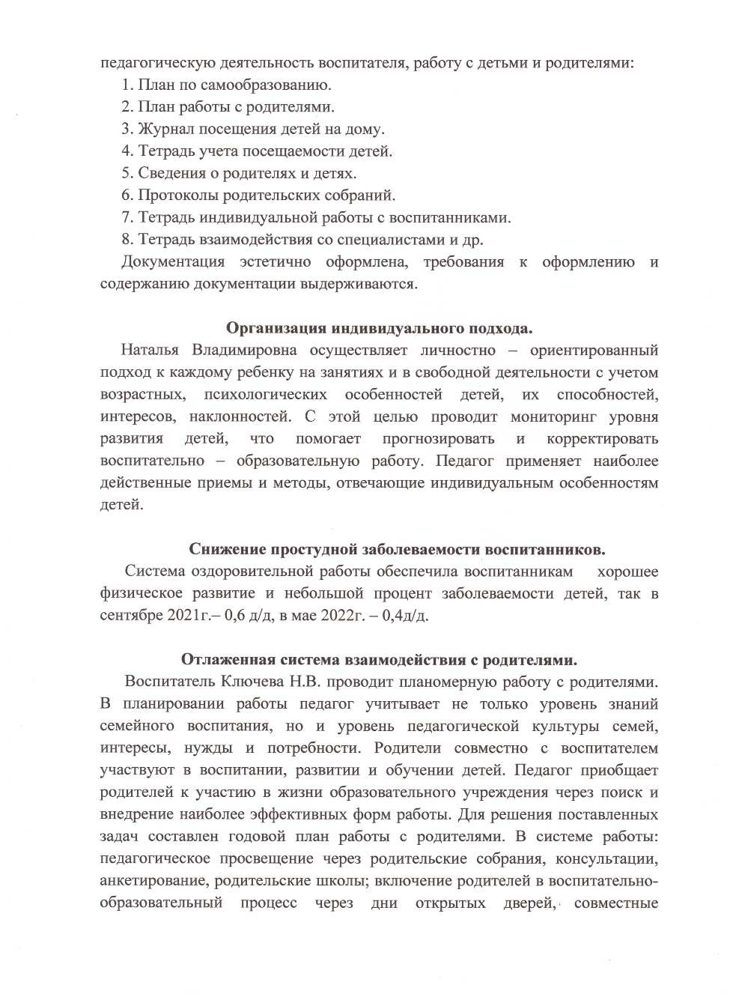 педагогическую деятельность воспитателя, работу с детьми и родителями:
1. План по самообразованию.
2. План работы с родителями.
3. Журнал посещения детей на дому.
4. Тетрадь учета посещаемости детей.
5. Сведения о родителях и детях.
6. Протоколы родительских собраний.
7. Тетрадь индивидуальной работы с воспитанниками.
8. Тетрадь взаимодействия со специалистами и др.
Документация эстетично оформлена, требования к оформлению и
содержанию документации выдерживаются.
Организация индивидуального подхода.
Наталья Владимировна осуществляет личностно – ориентированный
подход к каждому ребенку на занятиях и в свободной деятельности с учетом
возрастных, психологических особенностей детей, их способностей,
интересов, наклонностей. С этой целью проводит мониторинг уровня
развития детей, что помогает прогнозировать и корректировать
воспитательно – образовательную работу. Педагог применяет наиболее
действенные приемы и методы, отвечающие индивидуальным особенностям
детей.
Снижение простудной заболеваемости воспитанников.
Система оздоровительной работы обеспечила воспитанникам хорошее
физическое развитие и небольшой процент заболеваемости детей, так в
сентябре 2021г.– 0,6 д/д, в мае 2022г. – 0,4д/д.
Отлаженная система взаимодействия с родителями.
Воспитатель Ключева Н.В. проводит планомерную работу с родителями.
В планировании работы педагог учитывает не только уровень знаний
семейного воспитания, но и уровень педагогической культуры семей,
интересы, нужды и потребности. Родители совместно с воспитателем
участвуют в воспитании, развитии и обучении детей. Педагог приобщает
родителей к участию в жизни образовательного учреждения через поиск и
внедрение наиболее эффективных форм работы. Для решения поставленных
задач составлен годовой план работы с родителями. В системе работы:
педагогическое просвещение через родительские собрания, консультации,
анкетирование, родительские школы; включение родителей в воспитательно-
образовательный процесс через дни открытых дверей, совместные